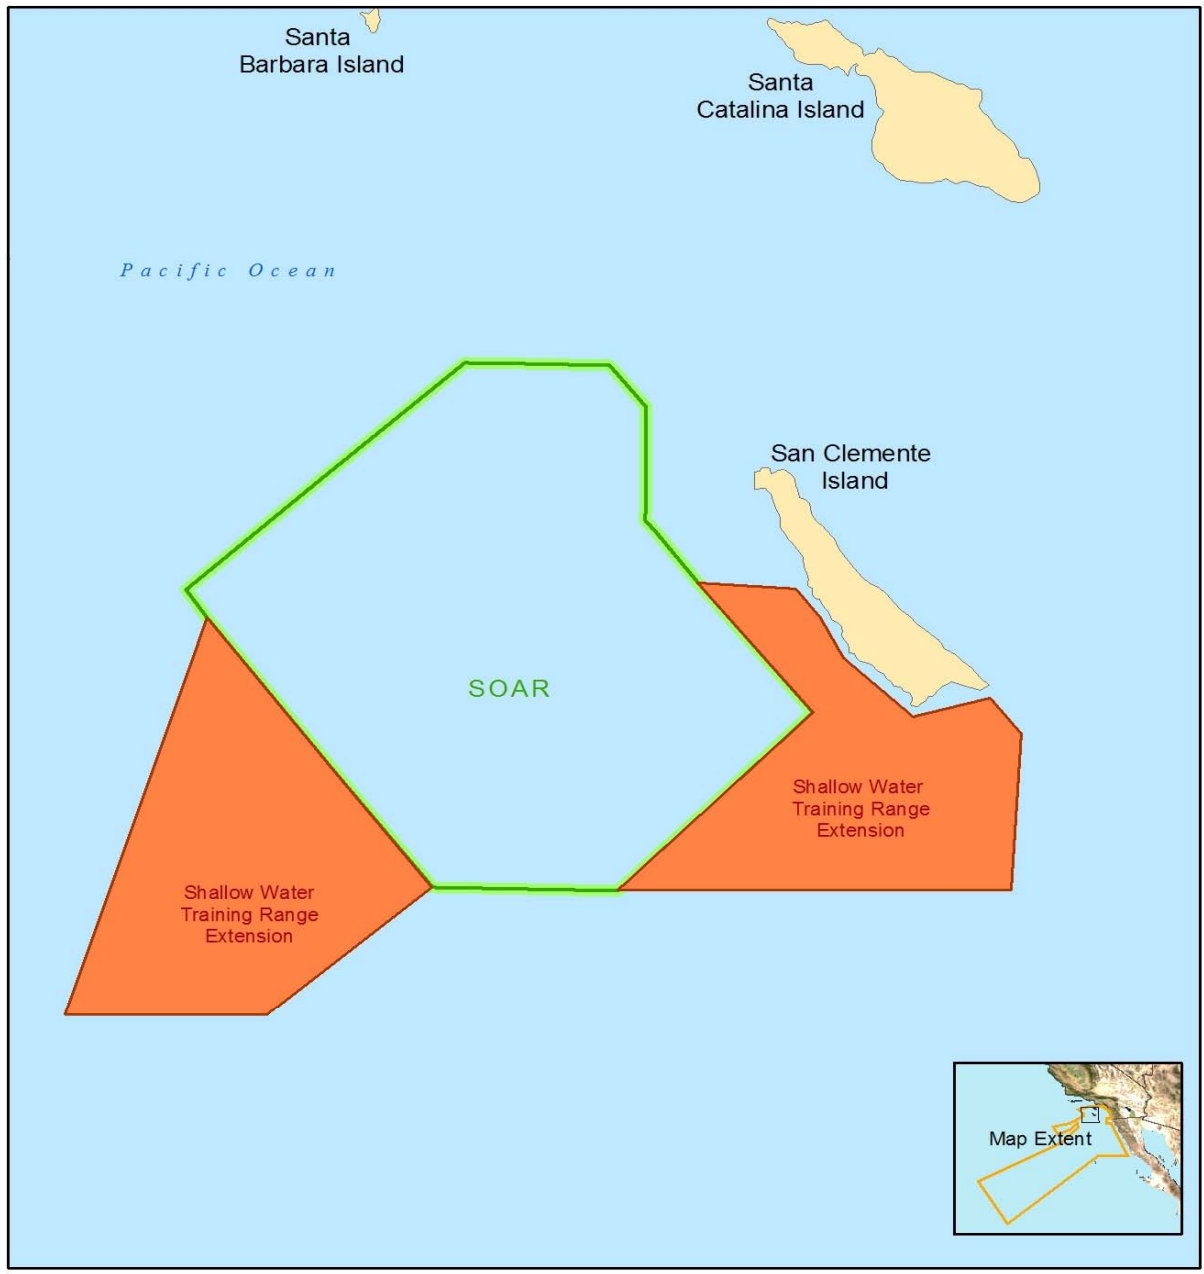 Santa
Barbara Island
Santa
Catalina Island
Pacific Ocean
San Clemente
Island
SOAR
Shallow Water
Training Range
Extension
Shallow Water
Training Range
Extension
Map Extent